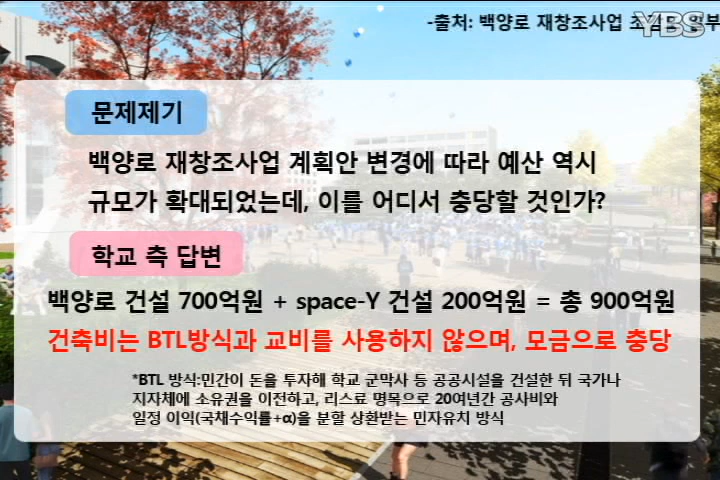 -출처: 백양로 재창조사업 조감도 일부
YBS
문제제기
백양로 재창조사업 계획안 변경에 따라 예산 역시
규모가 확대되었는데, 이를 어디서 충당할 것인가?
학교 측 답변
백양로 건설 700억원 + space-Y 건설 200억원 = 총 900억원
건축비는 BTL방식과 교비를 사용하지 않으며, 모금으로 충당
*BTL 방식:민간이 돈을 투자해 학교 군막사 등 공공시설을 건설한 뒤 국가나
지자체에 소유권을 이전하고, 리스료 명목으로 20여년간 공사비와
일정 이익(국채수익률+α)을 분할 상환받는 민자유치 방식